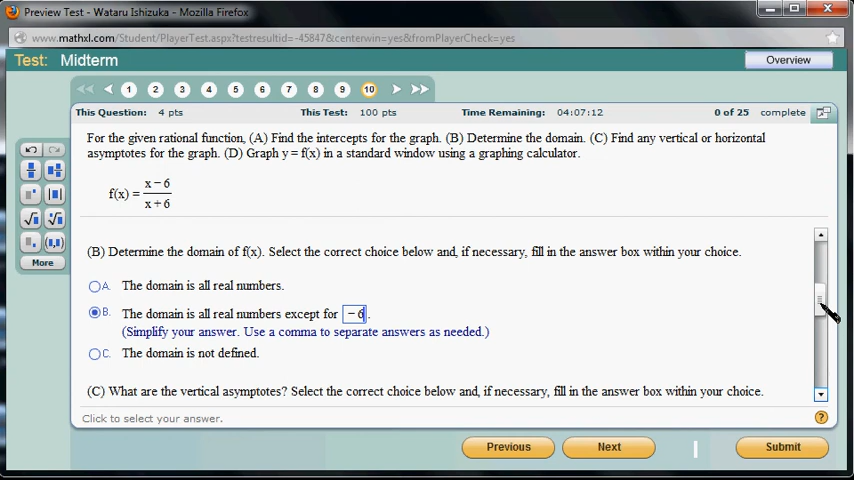 Preview Test - Wataru Ishizuka - Mozilla Firefox
www.mathxl.com/Student/PlayerTest.aspx?testresultid=-45847&centerwin=yes&fromPlayerCheck=yes
Test: Midterm
Overview
1 2 3 4 5 6 7 8 9 10
This Question: 4 pts This Test: 100 pts Time Remaining: 04:07:12 0 of 25 complete
For the given rational function, (A) Find the intercepts for the graph. (B) Determine the domain. (C) Find any vertical or horizontal
asymptotes for the graph. (D) Graph y = f(x) in a standard window using a graphing calculator.
f(x) = x − 6 / x + 6
More
(B) Determine the domain of f(x). Select the correct choice below and, if necessary, fill in the answer box within your choice.
A. The domain is all real numbers.
B. The domain is all real numbers except for − 6 .
(Simplify your answer. Use a comma to separate answers as needed.)
C. The domain is not defined.
(C) What are the vertical asymptotes? Select the correct choice below and, if necessary, fill in the answer box within your choice.
Click to select your answer.
?
Previous Next Submit